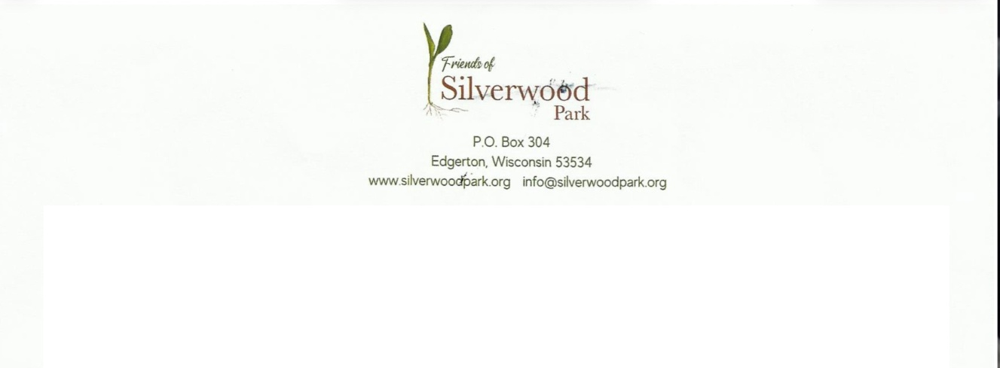 Friends of
Silverwood
Park
P.O. Box 304
Edgerton, Wisconsin 53534
www.silverwoodpark.org info@silverwoodpark.org